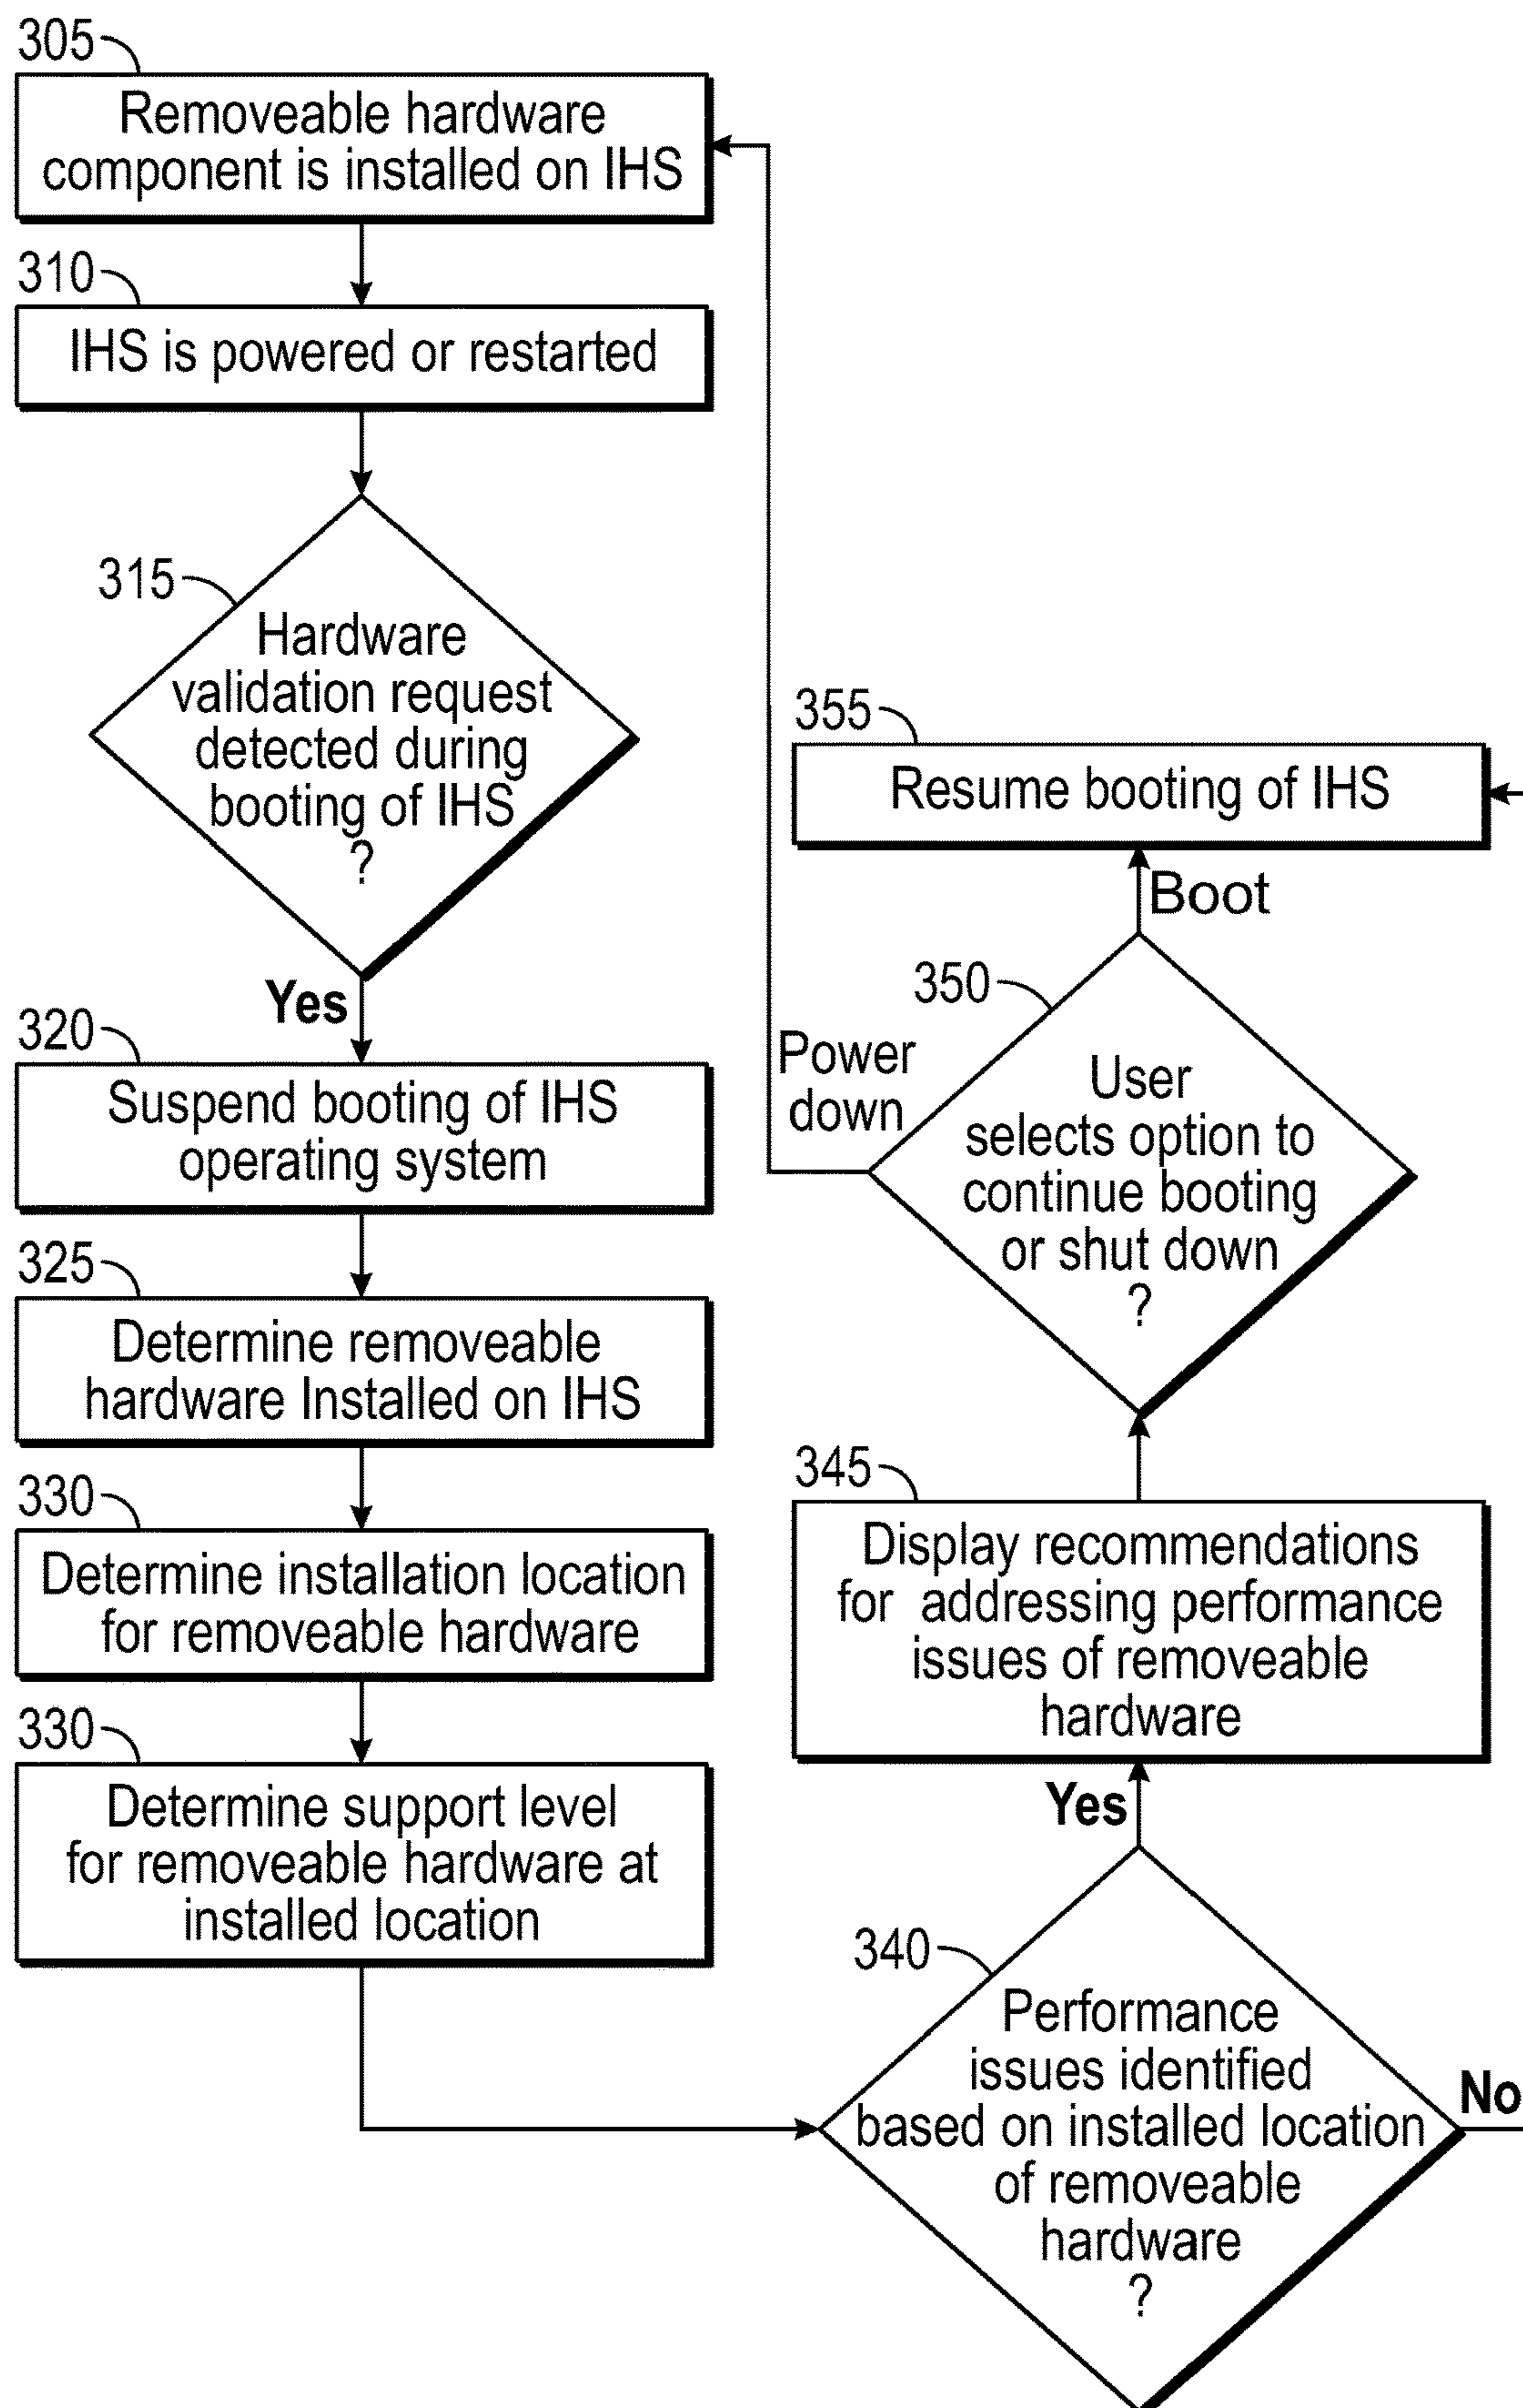 305
Removeable hardware
component is installed on IHS
310
IHS is powered or restarted
315
Hardware
validation request
detected during
booting of IHS
?
Yes
320
Suspend booting of IHS
operating system
325
Determine removeable
hardware Installed on IHS
330
Determine installation location
for removeable hardware
330
Determine support level
for removeable hardware at
installed location
340
Performance
issues identified
based on installed location
of removeable
hardware
?
No
Yes
345
Display recommendations
for addressing performance
issues of removeable
hardware
350
User
selects option to
continue booting
or shut down
?
Power
down
Boot
355
Resume booting of IHS